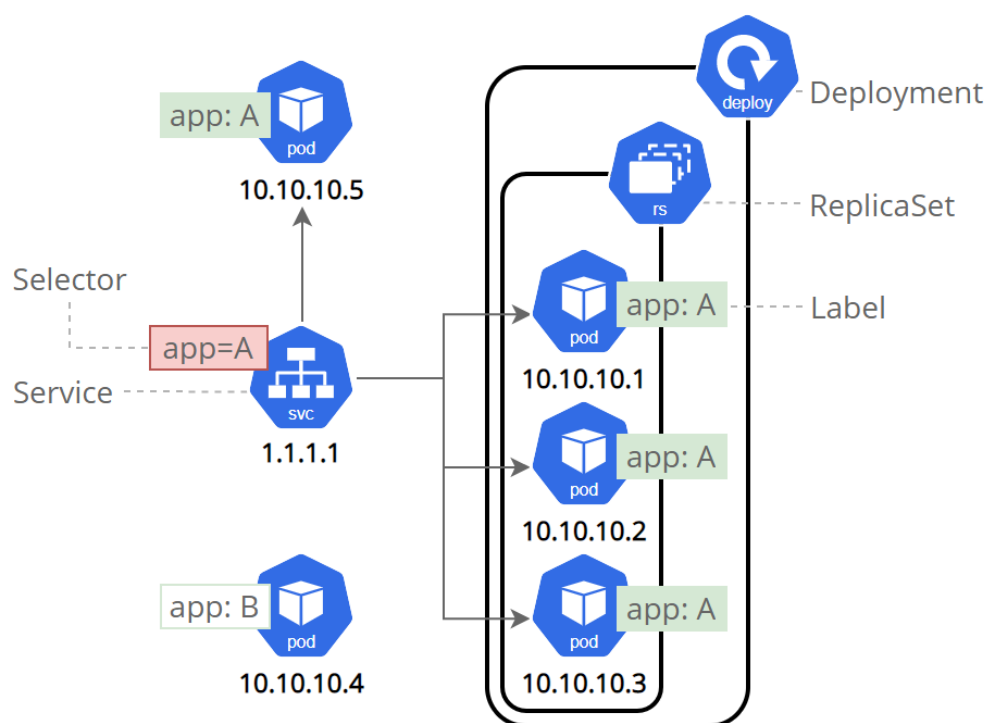 deploy
Deployment
app: A
pod
10.10.10.5
rs
ReplicaSet
Selector
app=A
Service
svc
1.1.1.1
pod
app: A
Label
10.10.10.1
app: A
pod
10.10.10.2
app: B
pod
10.10.10.4
app: A
pod
10.10.10.3